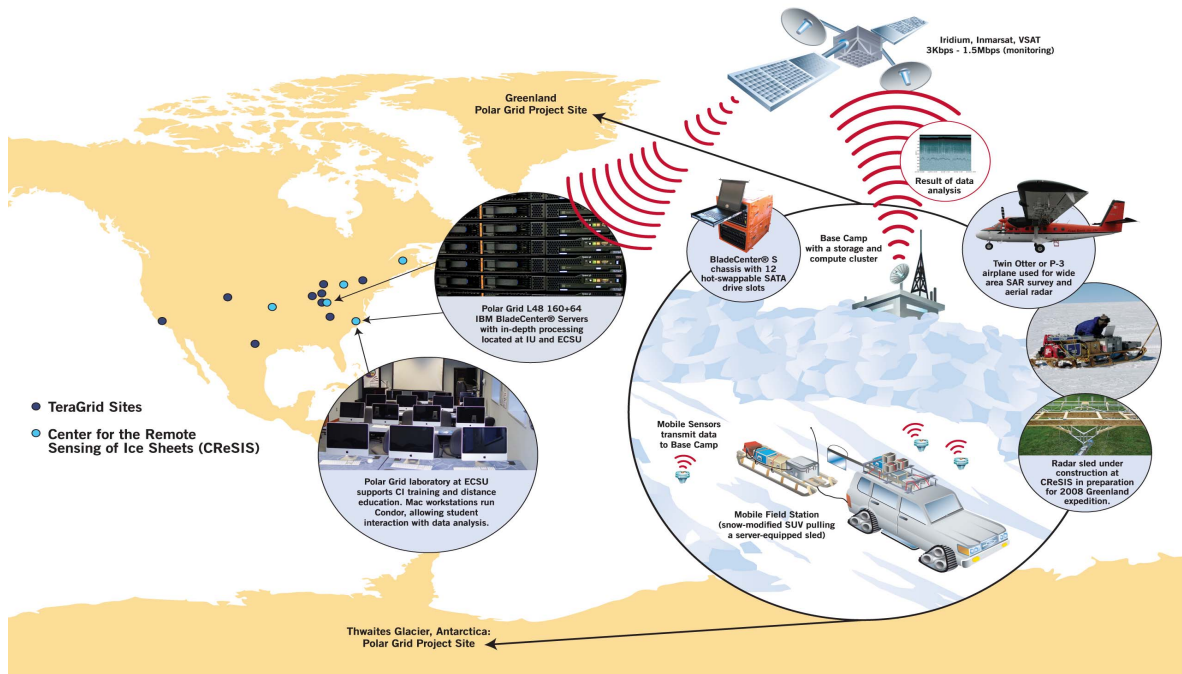 Iridium, Inmarsat, VSAT
3Kbps - 1.5Mbps (monitoring)
Greenland
Polar Grid Project Site
Result of data
analysis
BladeCenter® S
chassis with 12
hot-swappable SATA
drive slots
Base Camp
with a storage and
compute cluster
Twin Otter or P-3
airplane used for wide
area SAR survey and
aerial radar
Polar Grid L48 160+64
IBM BladeCenter® Servers
with in-depth processing
located at IU and ECSU
TeraGrid Sites
Center for the Remote
Sensing of Ice Sheets (CReSIS)
Polar Grid laboratory at ECSU
supports CI training and distance
education. Mac workstations run
Condor, allowing student
interaction with data analysis.
Mobile Sensors
transmit data
to Base Camp
Radar sled under
construction at
CReSIS in preparation
for 2008 Greenland
expedition.
Mobile Field Station
(snow-modified SUV pulling
a server-equipped sled)
Thwaites Glacier, Antarctica:
Polar Grid Project Site